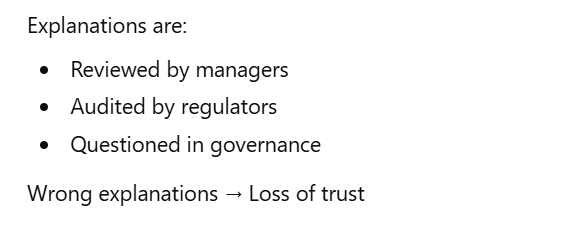 Explanations are:
• Reviewed by managers
• Audited by regulators
• Questioned in governance
Wrong explanations → Loss of trust